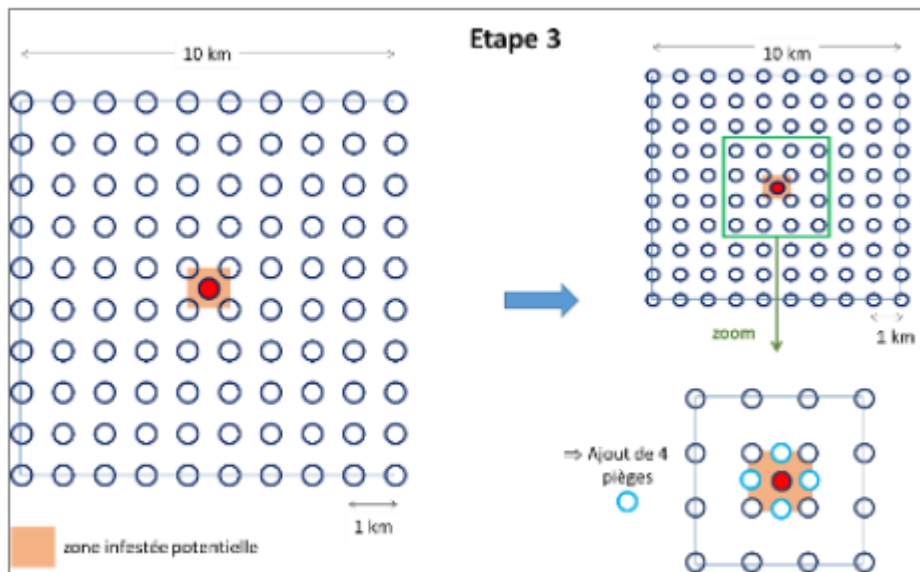 Etape 3
10 km
1 km
zone infestée potentielle
10 km
1 km
zoom
⇒ Ajout de 4
pièges